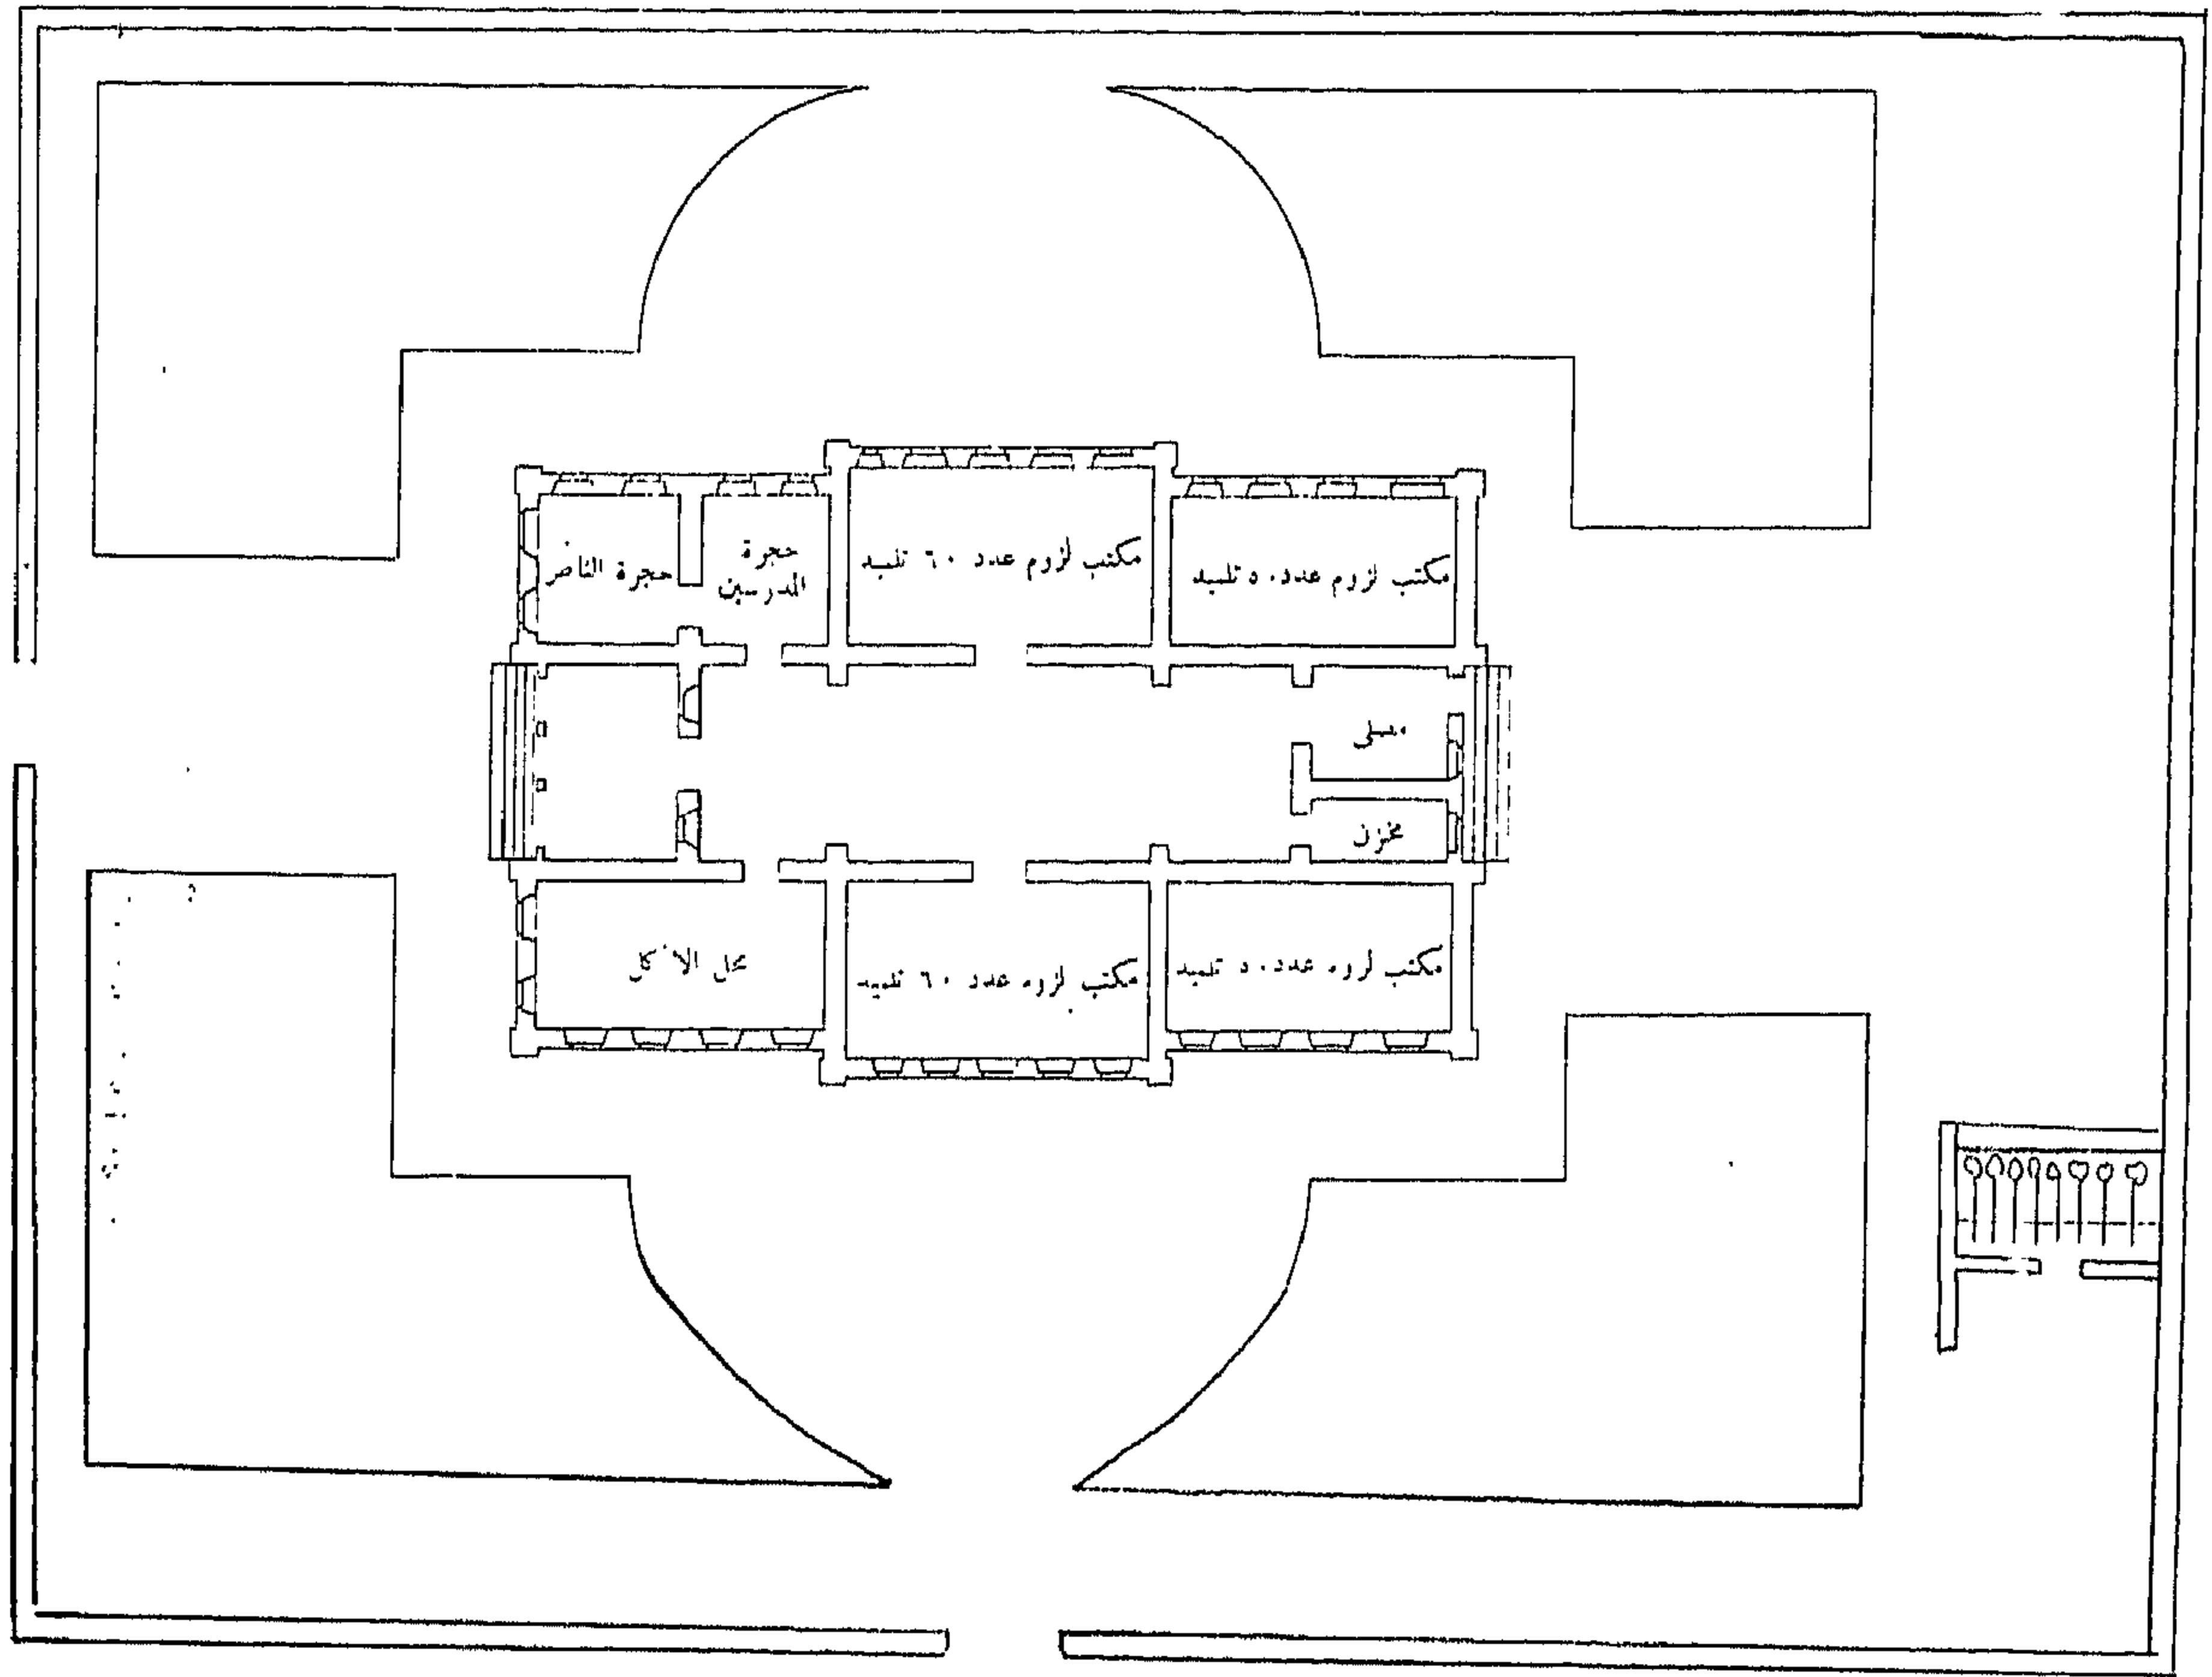 مكتب لزوم عدد ٥٠ تلميذ
مكتب لزوم عدد ٦٠ تلميذ
حجرة
المدرسين
حجرة الناظر
مصلى
مخزن
مكتب لزوم عدد ٥٠ تلميذ
مكتب لزوم عدد ٦٠ تلميذ
محل الأكل